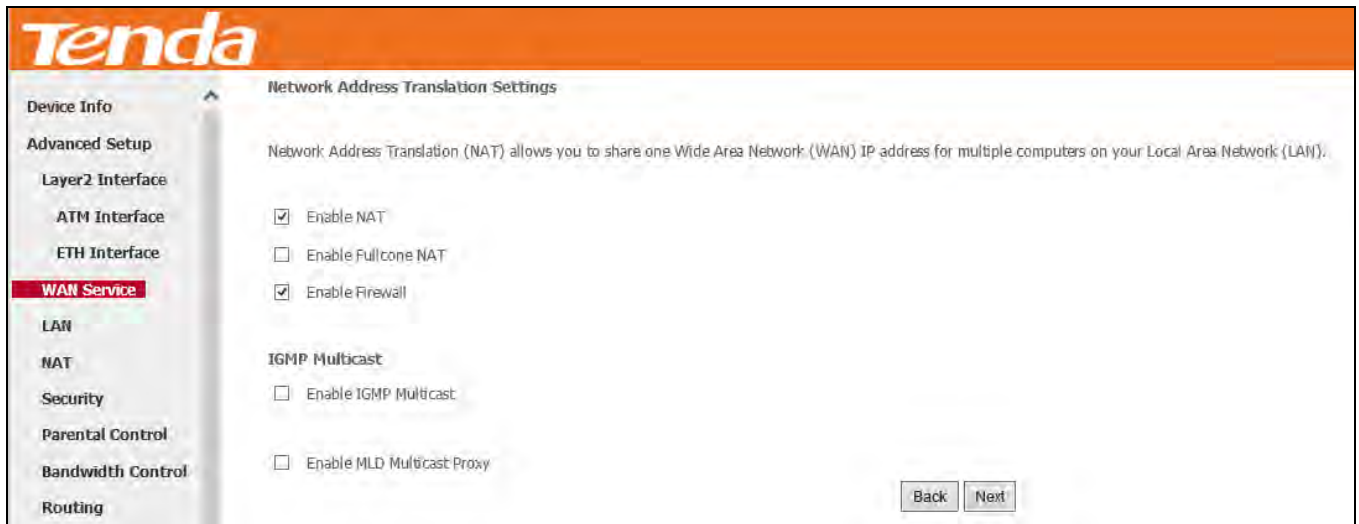 Tenda
Device Info
Advanced Setup
Layer2 Interface
ATM Interface
ETH Interface
WAN Service
LAN
NAT
Security
Parental Control
Bandwidth Control
Routing
Network Address Translation Settings
Network Address Translation (NAT) allows you to share one Wide Area Network (WAN) IP address for multiple computers on your Local Area Network (LAN).
Enable NAT
Enable Fullcone NAT
Enable Firewall
IGMP Multicast
Enable IGMP Multicast
Enable MLD Multicast Proxy
Back Next